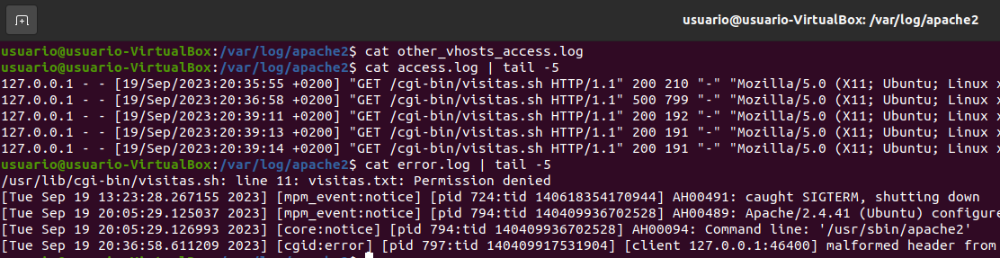 usuario@usuario-VirtualBox: /var/log/apache2
usuario@usuario-VirtualBox:/var/log/apache2$ cat other_vhosts_access.log
usuario@usuario-VirtualBox:/var/log/apache2$ cat access.log | tail -5
127.0.0.1 - - [19/Sep/2023:20:35:55 +0200] "GET /cgi-bin/visitas.sh HTTP/1.1" 200 210 "-" "Mozilla/5.0 (X11; Ubuntu; Linux x
127.0.0.1 - - [19/Sep/2023:20:36:58 +0200] "GET /cgi-bin/visitas.sh HTTP/1.1" 500 799 "-" "Mozilla/5.0 (X11; Ubuntu; Linux x
127.0.0.1 - - [19/Sep/2023:20:39:11 +0200] "GET /cgi-bin/visitas.sh HTTP/1.1" 200 192 "-" "Mozilla/5.0 (X11; Ubuntu; Linux x
127.0.0.1 - - [19/Sep/2023:20:39:13 +0200] "GET /cgi-bin/visitas.sh HTTP/1.1" 200 191 "-" "Mozilla/5.0 (X11; Ubuntu; Linux x
127.0.0.1 - - [19/Sep/2023:20:39:14 +0200] "GET /cgi-bin/visitas.sh HTTP/1.1" 200 191 "-" "Mozilla/5.0 (X11; Ubuntu; Linux x
usuario@usuario-VirtualBox:/var/log/apache2$ cat error.log | tail -5
/usr/lib/cgi-bin/visitas.sh: line 11: visitas.txt: Permission denied
[Tue Sep 19 13:23:28.267155 2023] [mpm_event:notice] [pid 724:tid 140618354170944] AH00491: caught SIGTERM, shutting down
[Tue Sep 19 20:05:29.125037 2023] [mpm_event:notice] [pid 794:tid 140409936702528] AH00489: Apache/2.4.41 (Ubuntu) configure
[Tue Sep 19 20:05:29.126993 2023] [core:notice] [pid 794:tid 140409936702528] AH00094: Command line: '/usr/sbin/apache2'
[Tue Sep 19 20:36:58.611209 2023] [cgid:error] [pid 797:tid 140409917531904] [client 127.0.0.1:46400] malformed header from
usuario@usuario-VirtualBox:/var/log/apache2$